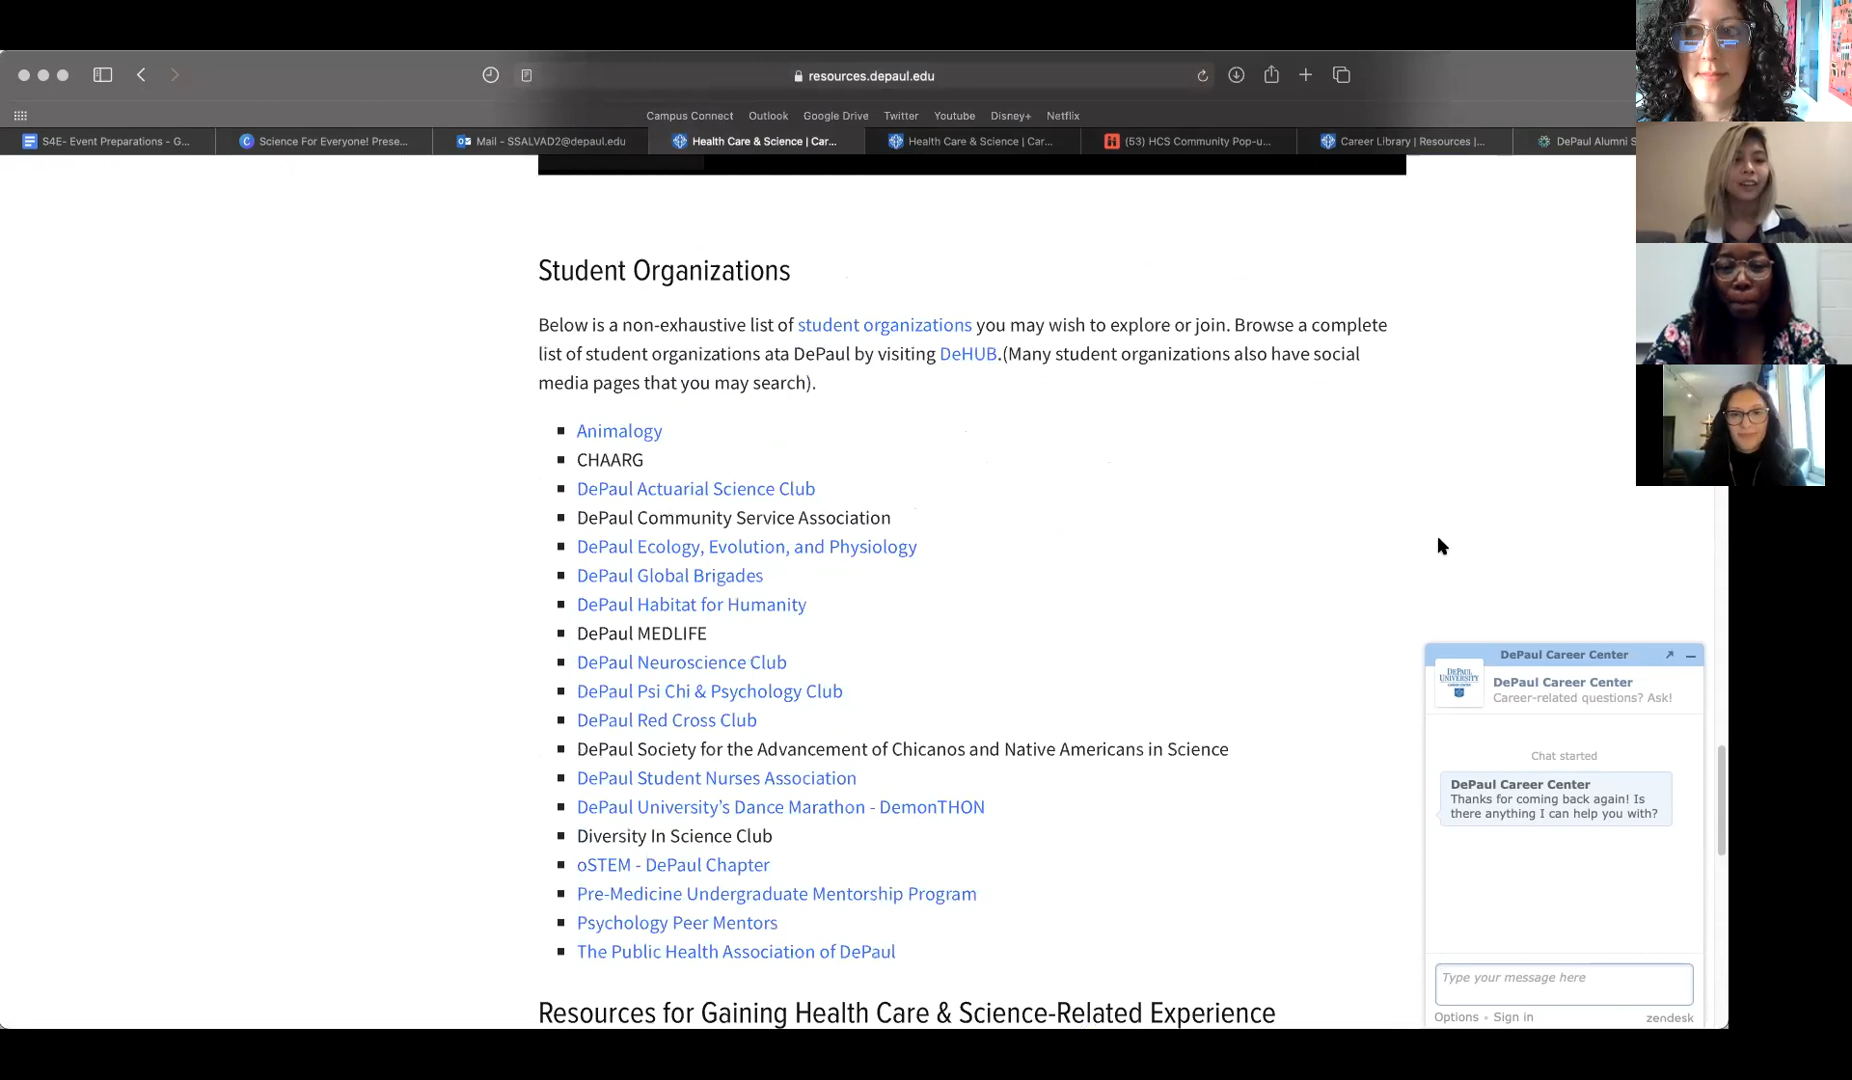 resources.depaul.edu
Campus Connect Outlook Google Drive Twitter Youtube Disney+ Netflix
S4E- Event Preparations - G... Science For Everyone! Prese... Mail - SSALVAD2@depaul.edu Health Care & Science | Car... Health Care & Science | Car... (53) HCS Community Pop-u... Career Library | Resources |... DePaul Alumni S
Student Organizations
Below is a non-exhaustive list of student organizations you may wish to explore or join. Browse a complete
list of student organizations ata DePaul by visiting DeHUB.(Many student organizations also have social
media pages that you may search).
Animalogy
CHAARG
DePaul Actuarial Science Club
DePaul Community Service Association
DePaul Ecology, Evolution, and Physiology
DePaul Global Brigades
DePaul Habitat for Humanity
DePaul MEDLIFE
DePaul Neuroscience Club
DePaul Psi Chi & Psychology Club
DePaul Red Cross Club
DePaul Society for the Advancement of Chicanos and Native Americans in Science
DePaul Student Nurses Association
DePaul University's Dance Marathon - DemonTHON
Diversity In Science Club
oSTEM - DePaul Chapter
Pre-Medicine Undergraduate Mentorship Program
Psychology Peer Mentors
The Public Health Association of DePaul
Resources for Gaining Health Care & Science-Related Experience
DePaul Career Center
DEPAUL
UNIVERSITY
CAREER CENTER
DePaul Career Center
Career-related questions? Ask!
Chat started
DePaul Career Center
Thanks for coming back again! Is
there anything I can help you with?
Type your message here
Options • Sign in zendesk